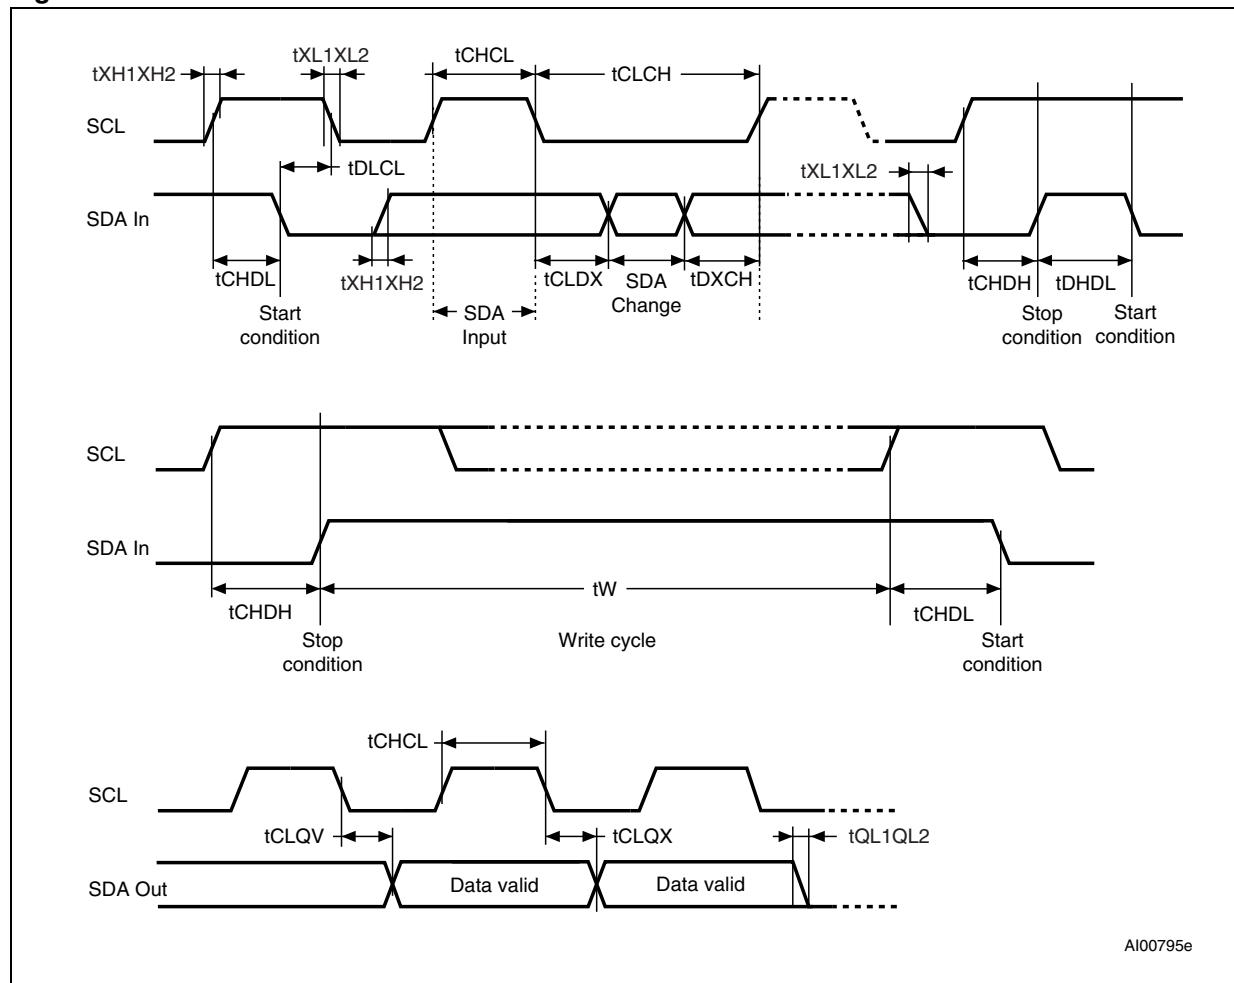 tXH1XH2
tXL1XL2
tCHCL
tCLCH
SCL
tDLCL
tXL1XL2
SDA In
tCHDL
tXH1XH2
tCLDX
SDA
Change
tDXCH
tCHDH
tDHDL
Start
condition
SDA
Input
Stop
condition
Start
condition
SCL
SDA In
tCHDH
tW
tCHDL
Stop
condition
Write cycle
Start
condition
tCHCL
SCL
tCLQV
tCLQX
tQL1QL2
SDA Out
Data valid
Data valid
AI00795e